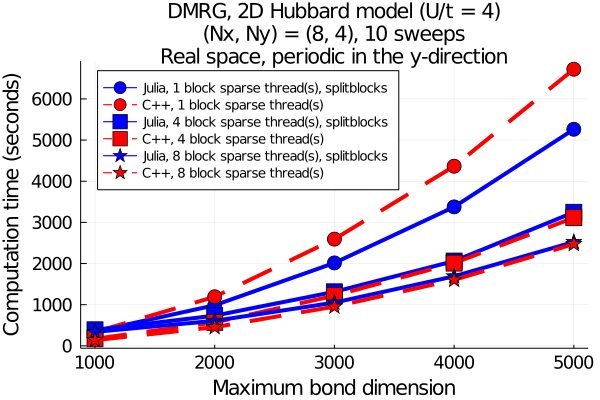 DMRG, 2D Hubbard model (U/t = 4)
(Nx, Ny) = (8, 4), 10 sweeps
Real space, periodic in the y-direction
Julia, 1 block sparse thread(s), splitblocks
C++, 1 block sparse thread(s)
Julia, 4 block sparse thread(s), splitblocks
C++, 4 block sparse thread(s)
Julia, 8 block sparse thread(s), splitblocks
C++, 8 block sparse thread(s)
Computation time (seconds)
6000
5000
4000
3000
2000
1000
0
1000 2000 3000 4000 5000
Maximum bond dimension